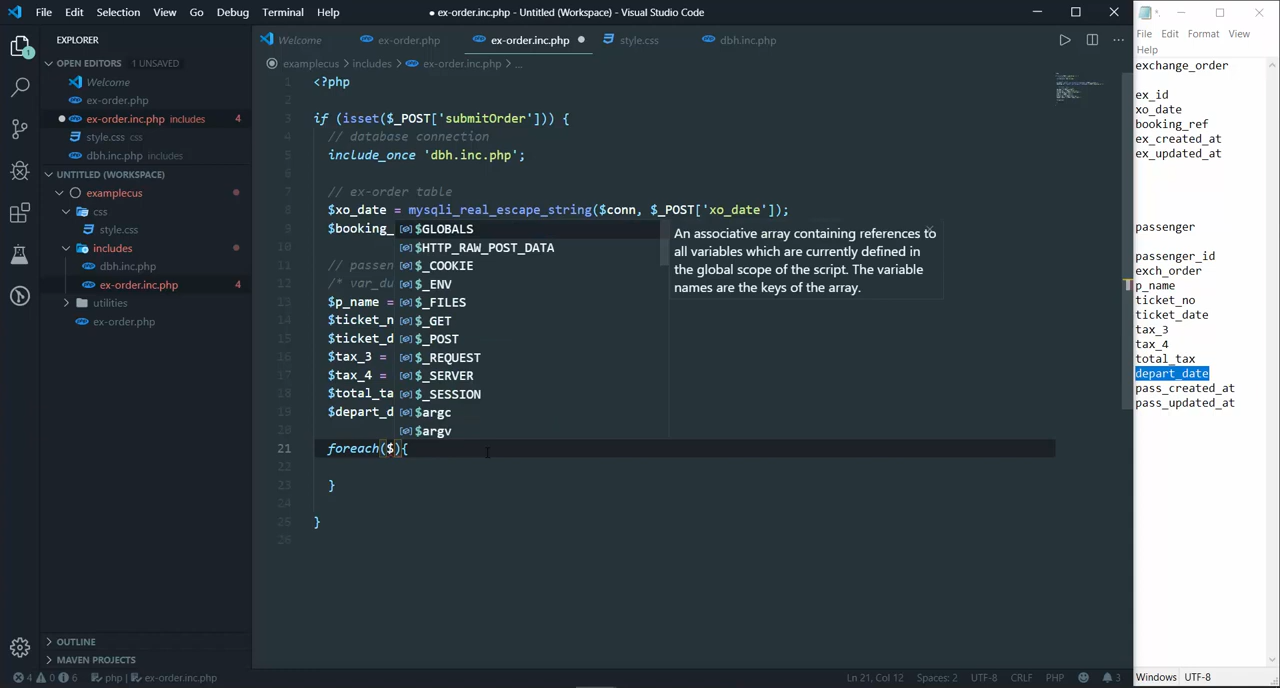 File Edit Selection View Go Debug Terminal Help
● ex-order.inc.php - Untitled (Workspace) - Visual Studio Code
EXPLORER
OPEN EDITORS 1 UNSAVED
Welcome
ex-order.php
ex-order.inc.php includes 4
style.css css
dbh.inc.php includes
UNTITLED (WORKSPACE)
examplecus
css
style.css
includes
dbh.inc.php
ex-order.inc.php 4
utilities
ex-order.php
OUTLINE
MAVEN PROJECTS
1
Welcome
ex-order.php
ex-order.inc.php
style.css
dbh.inc.php
examplecus > includes > ex-order.inc.php > ...
1 <?php
2
3 if (isset($_POST['submitOrder'])) {
4 // database connection
5 include_once 'dbh.inc.php';
6
7 // ex-order table
8 $xo_date = mysqli_real_escape_string($conn, $_POST['xo_date']);
9 $booking_
10
11 // passen
12 /* var_du
13 $p_name =
14 $ticket_n
15 $ticket_d
16 $tax_3 =
17 $tax_4 =
18 $total_ta
19 $depart_d
20
21 foreach($){
22
23 }
24
25 }
26
$GLOBALS
$HTTP_RAW_POST_DATA
$_COOKIE
$_ENV
$_FILES
$_GET
$_POST
$_REQUEST
$_SERVER
$_SESSION
$argc
$argv
An associative array containing references to
all variables which are currently defined in
the global scope of the script. The variable
names are the keys of the array.
4 0 6 php | ex-order.inc.php
Ln 21, Col 12 Spaces: 2 UTF-8 CRLF PHP 3
File Edit Format View
Help
exchange_order
ex_id
xo_date
booking_ref
ex_created_at
ex_updated_at
passenger
passenger_id
exch_order
p_name
ticket_no
ticket_date
tax_3
tax_4
total_tax
depart_date
pass_created_at
pass_updated_at
Windows UTF-8